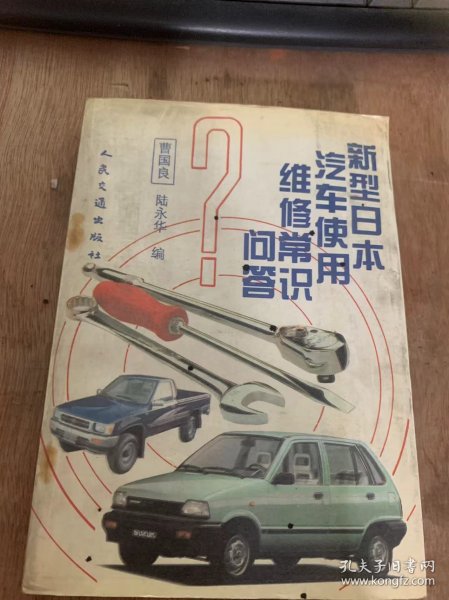 新型日本
汽车使用
维修常识
问答
?
曹国良
陆永华 编
人民交通出版社
孔夫子旧书网
www.kongfz.com